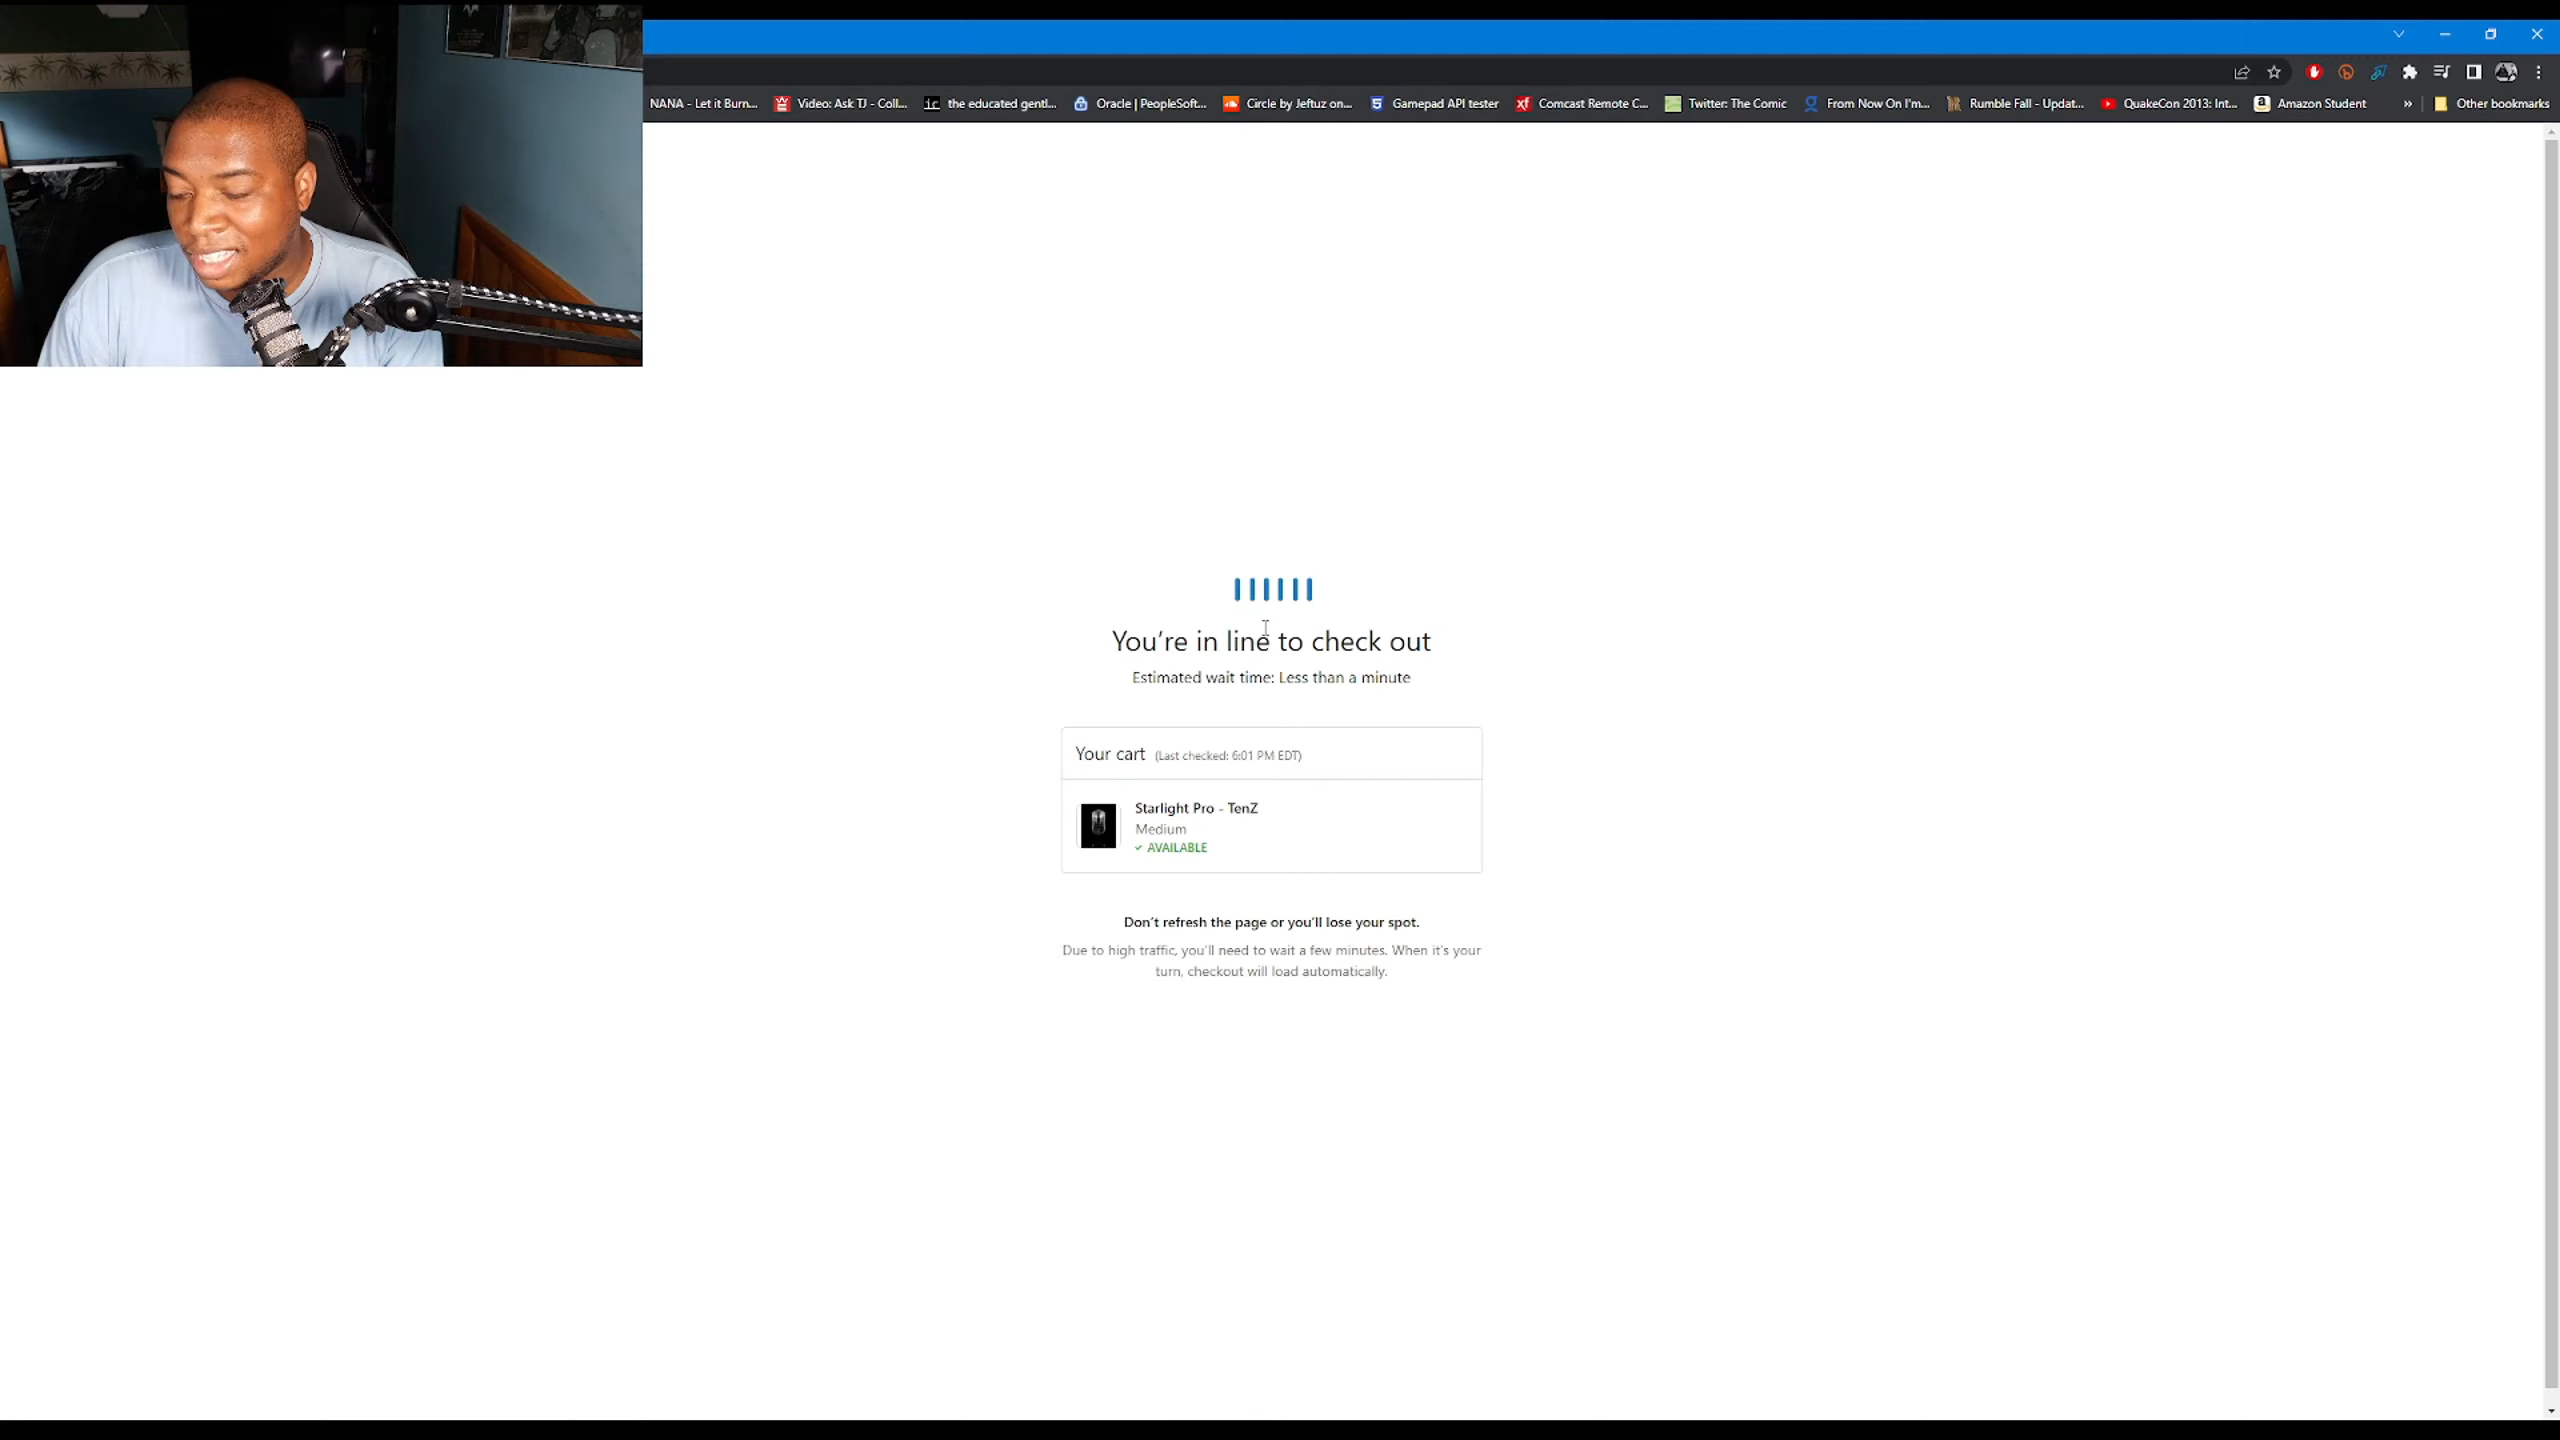 NANA - Let it Burn...
Video: Ask TJ - Coll...
the educated gentl...
Oracle | PeopleSoft...
Circle by Jeftuz on...
Gamepad API tester
Comcast Remote C...
Twitter: The Comic
From Now On I'm...
Rumble Fall - Updat...
QuakeCon 2013: Int...
Amazon Student
»
Other bookmarks
You're in line to check out
Estimated wait time: Less than a minute
Your cart (Last checked: 6:01 PM EDT)
Starlight Pro - TenZ
Medium
✓ AVAILABLE
Don't refresh the page or you'll lose your spot.
Due to high traffic, you'll need to wait a few minutes. When it's your
turn, checkout will load automatically.